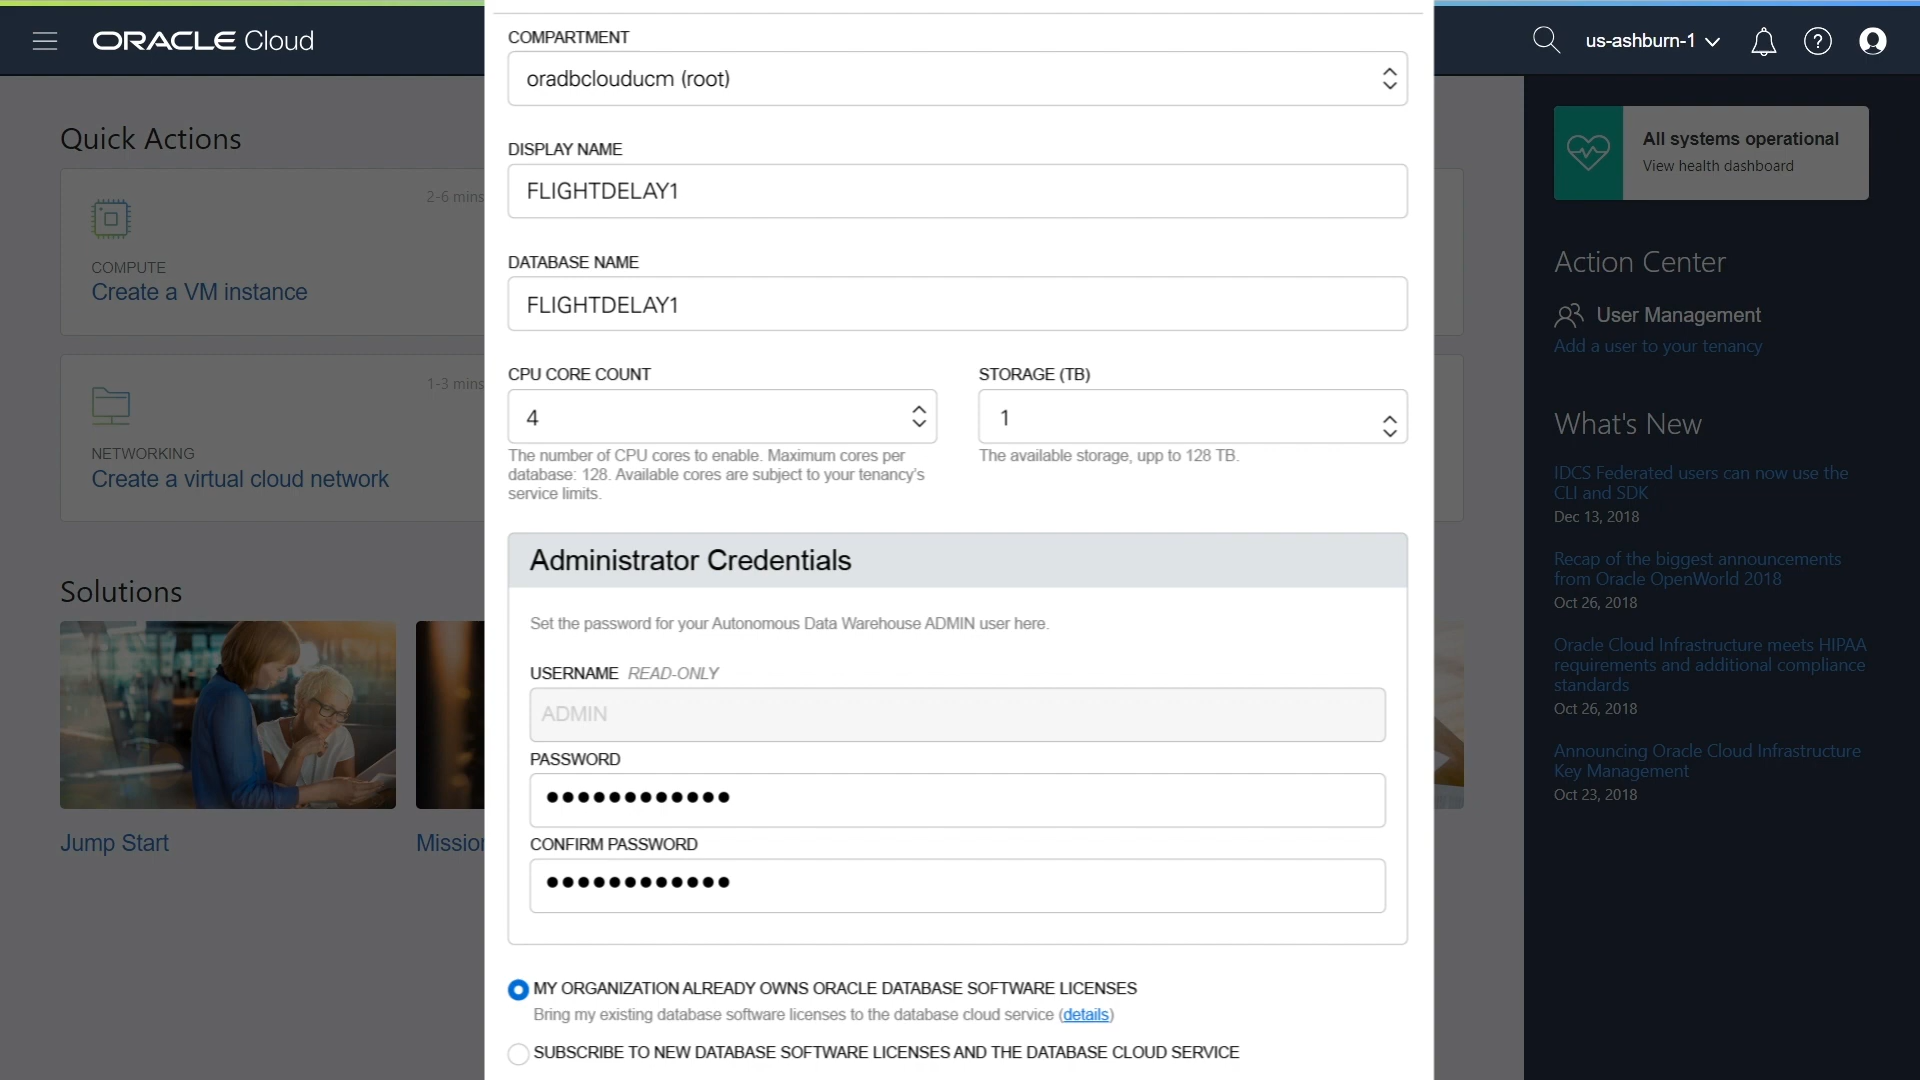 ORACLE Cloud
us-ashburn-1
Quick Actions
2-6 mins
COMPUTE
Create a VM instance
1-3 mins
NETWORKING
Create a virtual cloud network
Solutions
Jump Start
COMPARTMENT
oradbclouducm (root)
DISPLAY NAME
FLIGHTDELAY1
DATABASE NAME
FLIGHTDELAY1
CPU CORE COUNT
4
The number of CPU cores to enable. Maximum cores per
database: 128. Available cores are subject to your tenancy's
service limits.
STORAGE (TB)
1
The available storage, upp to 128 TB.
Administrator Credentials
Set the password for your Autonomous Data Warehouse ADMIN user here.
USERNAME READ-ONLY
ADMIN
PASSWORD
••••••••••••
CONFIRM PASSWORD
••••••••••••
MY ORGANIZATION ALREADY OWNS ORACLE DATABASE SOFTWARE LICENSES
Bring my existing database software licenses to the database cloud service (details)
SUBSCRIBE TO NEW DATABASE SOFTWARE LICENSES AND THE DATABASE CLOUD SERVICE
All systems operational
View health dashboard
Action Center
User Management
Add a user to your tenancy
What's New
IDCS Federated users can now use the
CLI and SDK
Dec 13, 2018
Recap of the biggest announcements
from Oracle OpenWorld 2018
Oct 26, 2018
Oracle Cloud Infrastructure meets HIPAA
requirements and additional compliance
standards
Oct 26, 2018
Announcing Oracle Cloud Infrastructure
Key Management
Oct 23, 2018